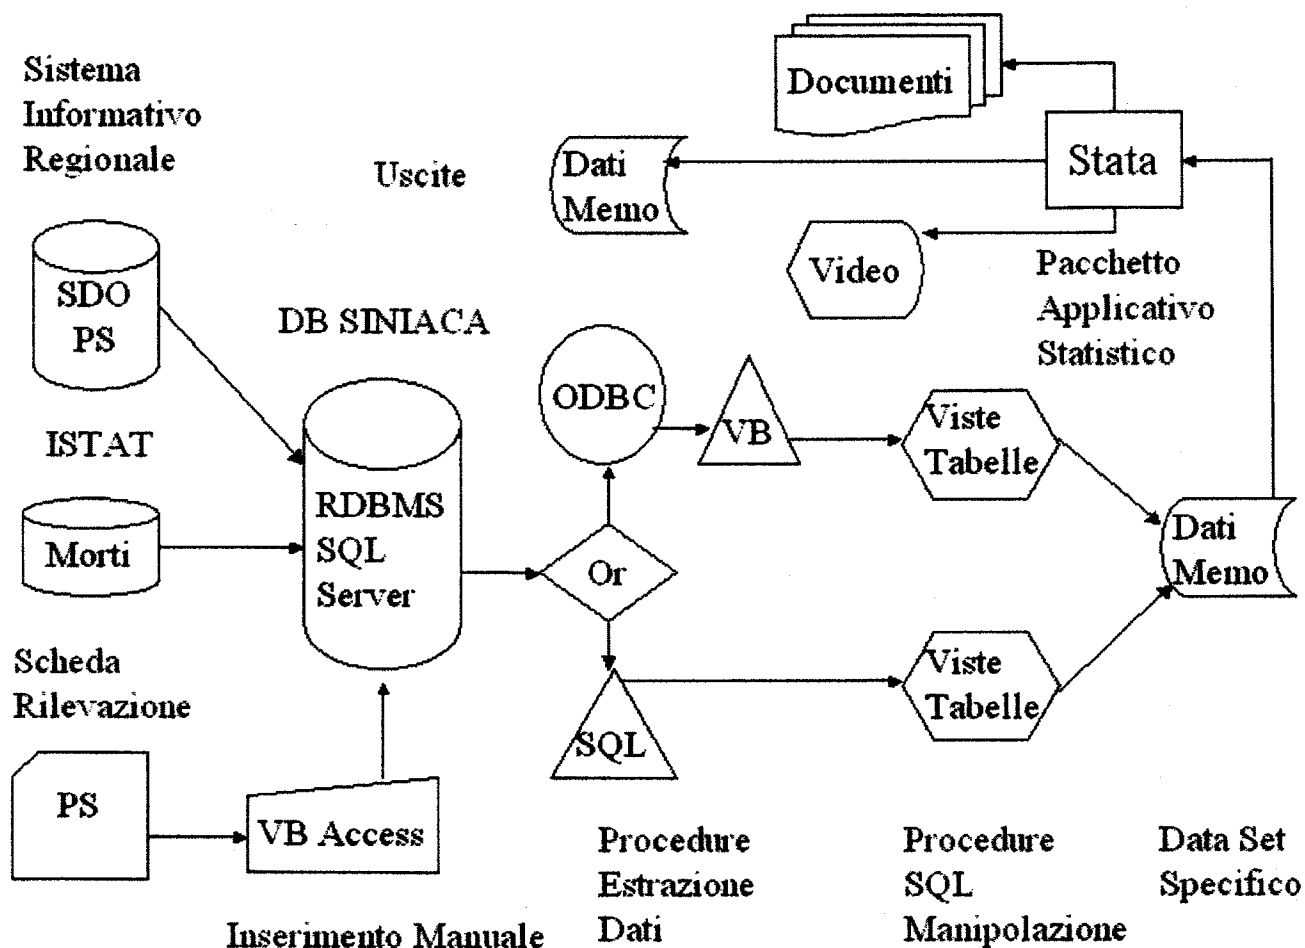 Sistema
Informativo
Regionale
Documenti
Stata
Uscite
Dati
Memo
Video
Pacchetto
Applicativo
Statistico
SDO
PS
DB SINIACA
ISTAT
Morti
RDBMS
SQL
Server
ODBC
VB
Viste
Tabelle
Or
Dati
Memo
SQL
Viste
Tabelle
Scheda
Rilevazione
PS
VB Access
Inserimento Manuale
Procedure
Estrazione
Dati
Procedure
SQL
Manipolazione
Data Set
Specifico